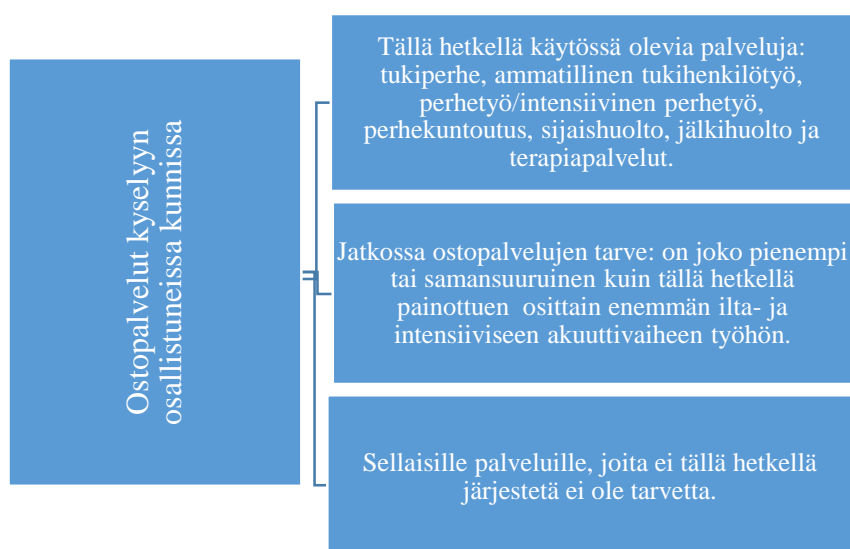 Ostopalvelut kyselyyn
osallistuneissa kunnissa
Tällä hetkellä käytössä olevia palveluja:
tukiperhe, ammatillinen tukihenkilötyö,
perhetyö/intensiivinen perhetyö,
perhekuntoutus, sijaishuolto, jälkihuolto ja
terapiapalvelut.
Jatkossa ostopalvelujen tarve: on joko pienempi
tai samansuuruinen kuin tällä hetkellä
painottuen osittain enemmän ilta- ja
intensiiviseen akuuttivaiheen työhön.
Sellaisille palveluille, joita ei tällä hetkellä
järjestetä ei ole tarvetta.